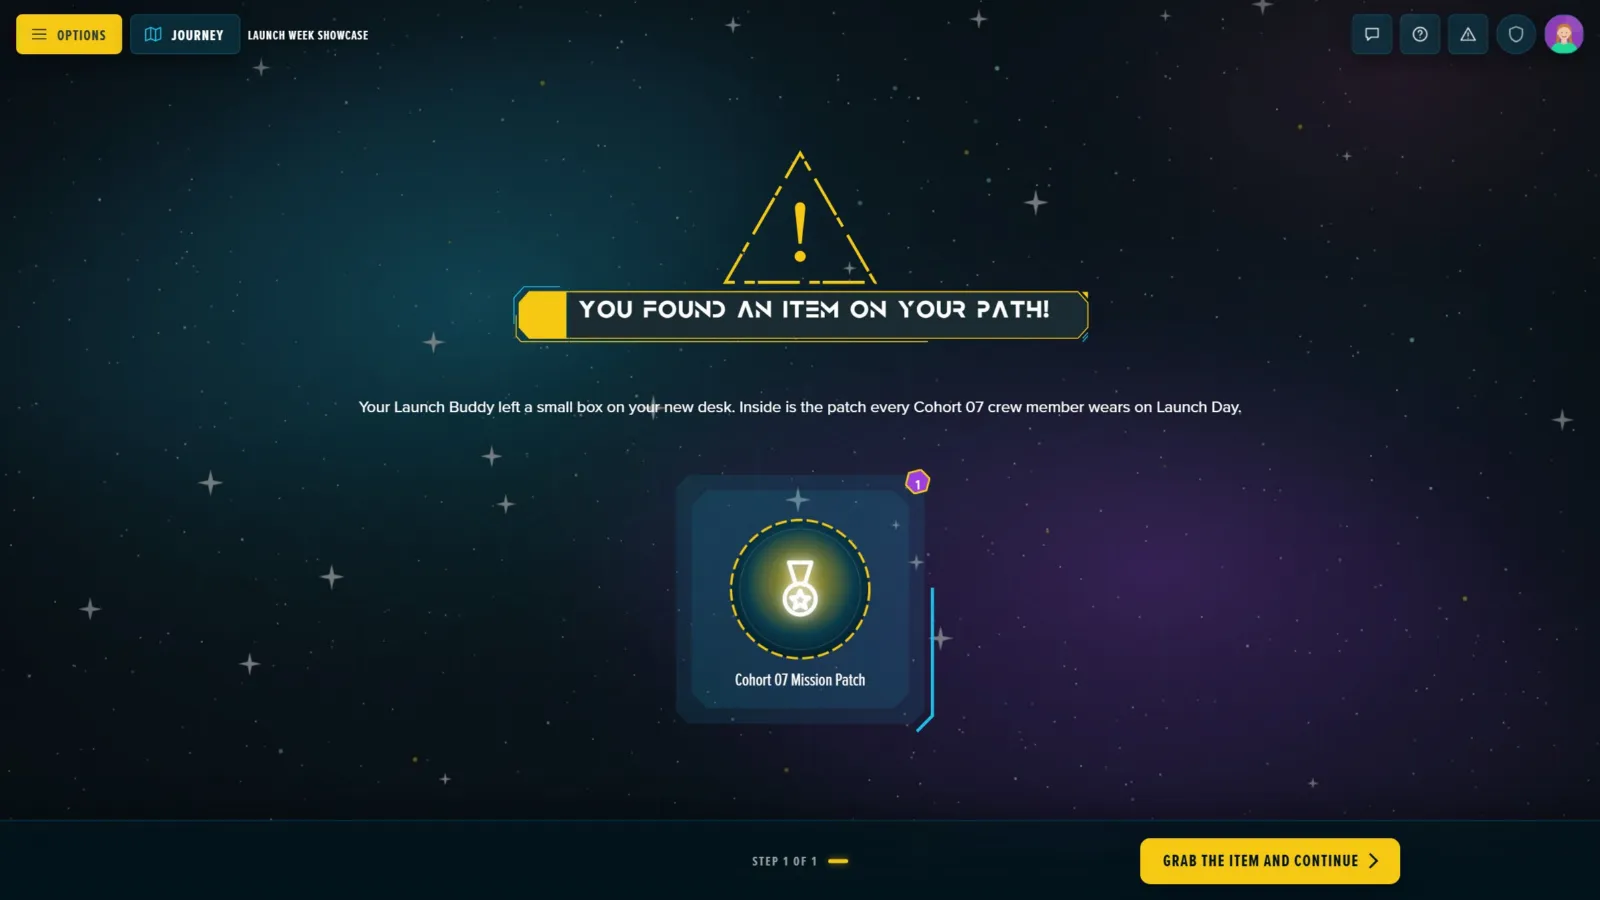 OPTIONS
JOURNEY
LAUNCH WEEK SHOWCASE
YOU FOUND AN ITEM ON YOUR PATH!
Your Launch Buddy left a small box on your new desk. Inside is the patch every Cohort 07 crew member wears on Launch Day.
1
Cohort 07 Mission Patch
STEP 1 OF 1
GRAB THE ITEM AND CONTINUE